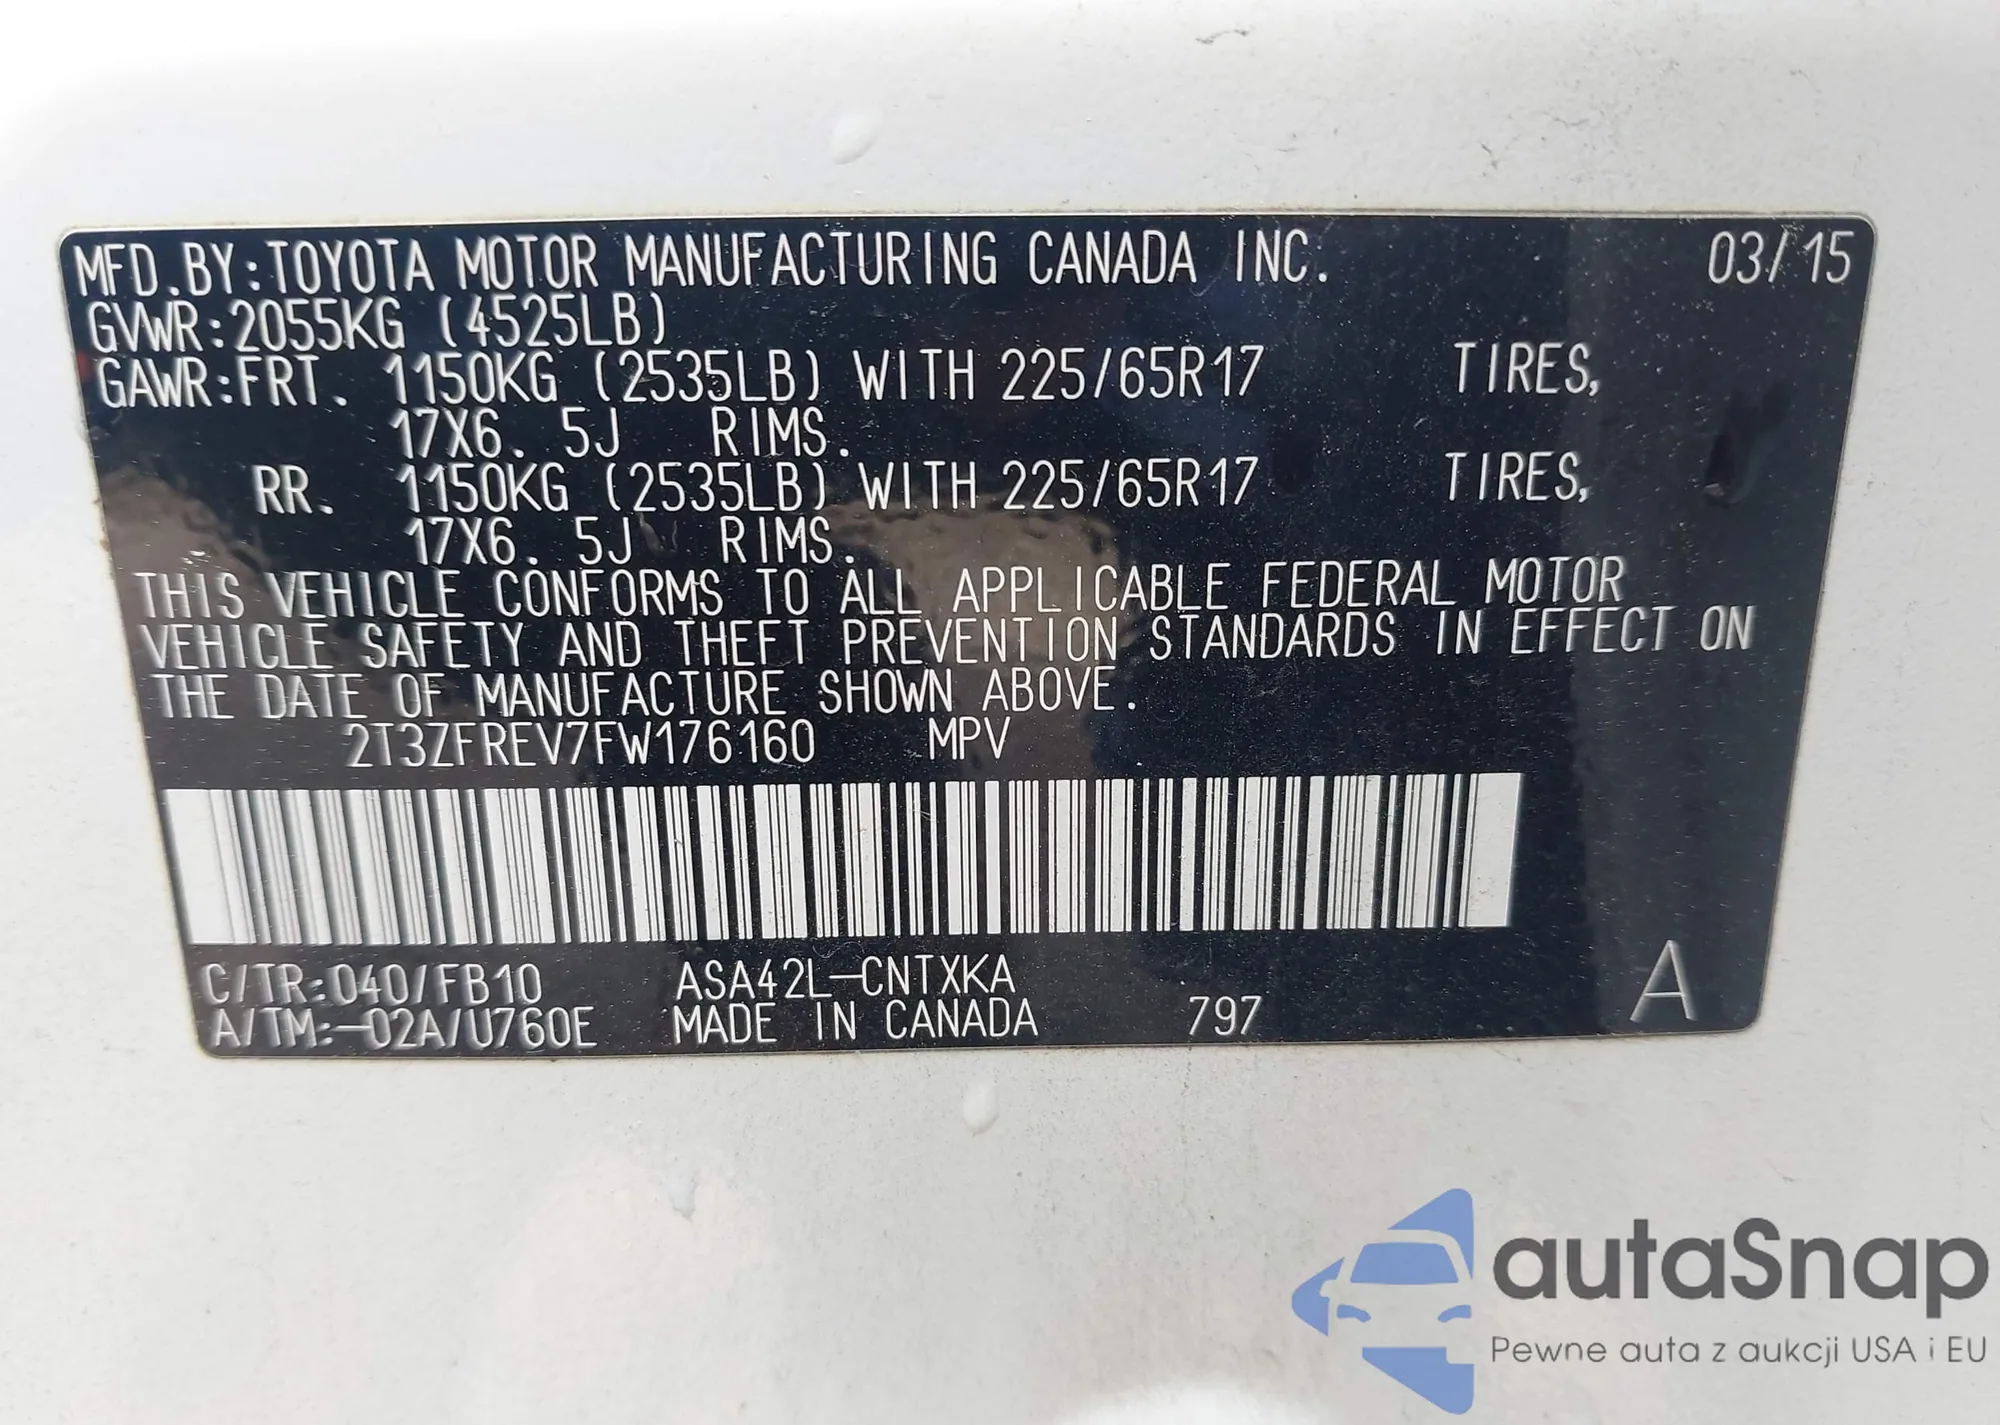 MFD.BY:TOYOTA MOTOR MANUFACTURING CANADA INC. 03/15
GVWR:2055KG (4525LB)
GAWR:FRT. 1150KG (2535LB) WITH 225/65R17 TIRES,
17X6. 5J RIMS.
RR. 1150KG (2535LB) WITH 225/65R17 TIRES,
17X6. 5J RIMS.
THIS VEHICLE CONFORMS TO ALL APPLICABLE FEDERAL MOTOR
VEHICLE SAFETY AND THEFT PREVENTION STANDARDS IN EFFECT ON
THE DATE OF MANUFACTURE SHOWN ABOVE.
2T3ZFREV7FW176160 MPV
C/TR:040/FB10 ASA42L-CNTXKA A
A/TM:-02A/U760E MADE IN CANADA 797
autaSnap
Pewne auta z aukcji USA i EU